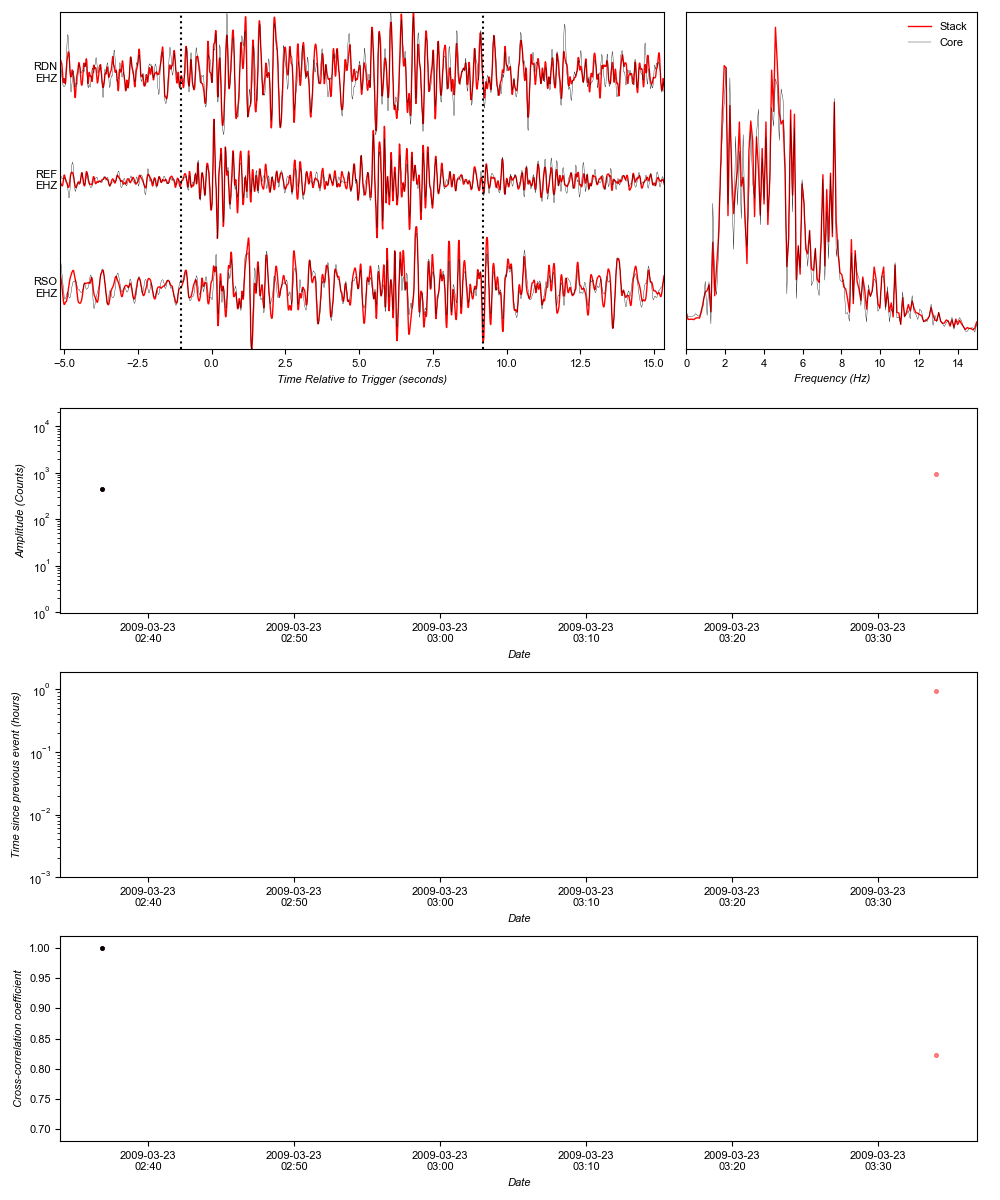 RDN
EHZ
REF
EHZ
RSO
EHZ
−5.0 −2.5 0.0 2.5 5.0 7.5 10.0 12.5 15.0
Time Relative to Trigger (seconds)
Stack
Core
0 2 4 6 8 10 12 14
Frequency (Hz)
10⁴
10³
10²
10¹
10⁰
Amplitude (Counts)
2009-03-23 2009-03-23 2009-03-23 2009-03-23 2009-03-23 2009-03-23
02:40 02:50 03:00 03:10 03:20 03:30
Date
10⁰
10⁻¹
10⁻²
10⁻³
Time since previous event (hours)
2009-03-23 2009-03-23 2009-03-23 2009-03-23 2009-03-23 2009-03-23
02:40 02:50 03:00 03:10 03:20 03:30
Date
1.00
0.95
0.90
0.85
0.80
0.75
0.70
Cross-correlation coefficient
2009-03-23 2009-03-23 2009-03-23 2009-03-23 2009-03-23 2009-03-23
02:40 02:50 03:00 03:10 03:20 03:30
Date